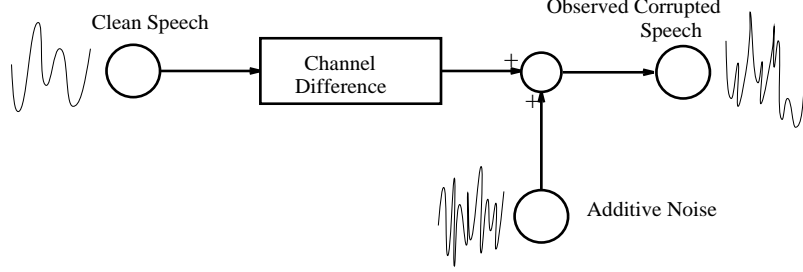 Observed Corrupted
Speech
Clean Speech
Channel
Difference
+
+
Additive Noise